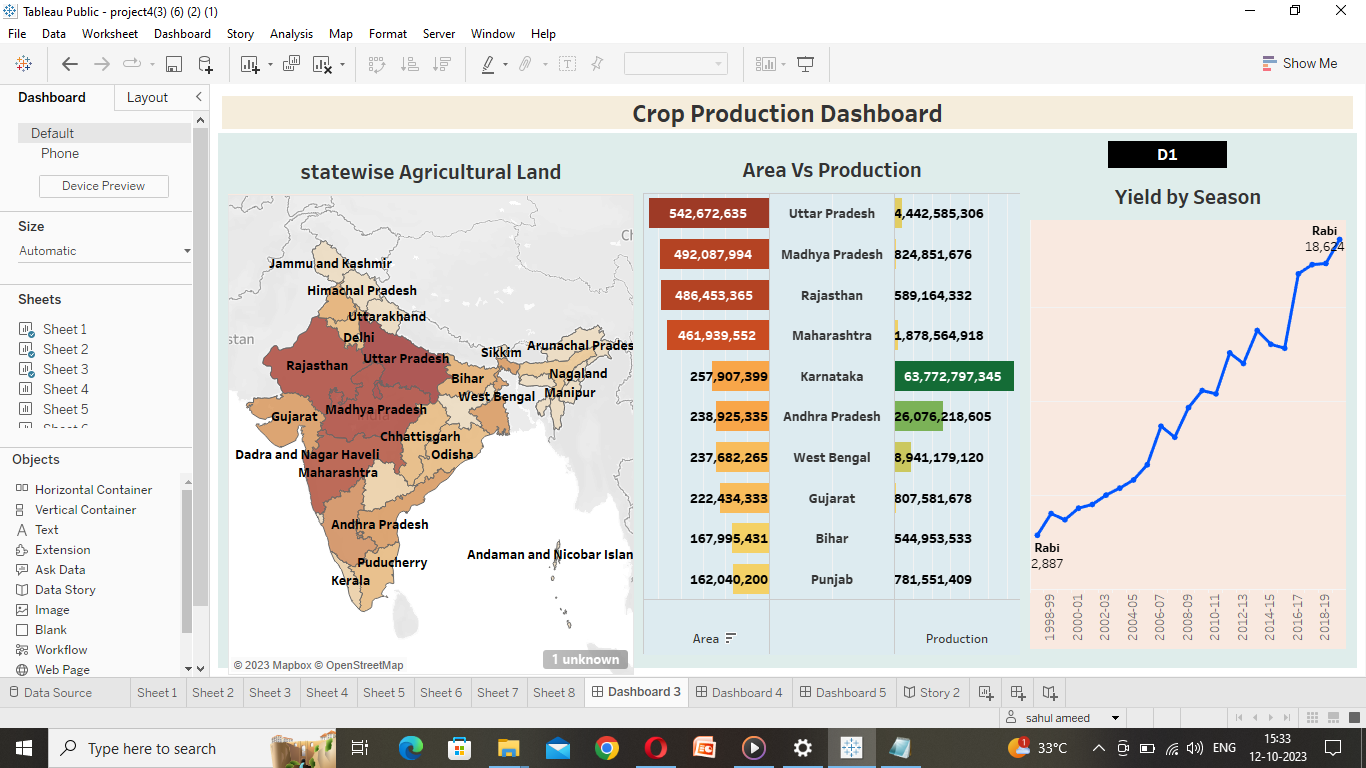 Tableau Public - project4(3) (6) (2) (1)
File Data Worksheet Dashboard Story Analysis Map Format Server Window Help
Show Me
Dashboard Layout
Default
Phone
Device Preview
Size
Automatic
Sheets
Sheet 1
Sheet 2
Sheet 3
Sheet 4
Sheet 5
Objects
Horizontal Container
Vertical Container
Text
Extension
Ask Data
Data Story
Image
Blank
Workflow
Web Page
Crop Production Dashboard
statewise Agricultural Land
Jammu and Kashmir
Himachal Pradesh
Uttarakhand
Delhi
Rajasthan
Uttar Pradesh
Sikkim
Arunachal Prades
Nagaland
Bihar
Manipur
West Bengal
Gujarat
Madhya Pradesh
Chhattisgarh
Dadra and Nagar Haveli
Odisha
Maharashtra
Andhra Pradesh
Andaman and Nicobar Islan
Puducherry
Kerala
© 2023 Mapbox © OpenStreetMap
1 unknown
Area Vs Production
542,672,635 Uttar Pradesh 4,442,585,306
492,087,994 Madhya Pradesh 824,851,676
486,453,365 Rajasthan 589,164,332
461,939,552 Maharashtra 1,878,564,918
257,907,399 Karnataka 63,772,797,345
238,925,335 Andhra Pradesh 26,076,218,605
237,682,265 West Bengal 8,941,179,120
222,434,333 Gujarat 807,581,678
167,995,431 Bihar 544,953,533
162,040,200 Punjab 781,551,409
Area Production
D1
Yield by Season
Rabi
18,624
Rabi
2,887
1998-99
2000-01
2002-03
2004-05
2006-07
2008-09
2010-11
2012-13
2014-15
2016-17
2018-19
Data Source Sheet 1 Sheet 2 Sheet 3 Sheet 4 Sheet 5 Sheet 6 Sheet 7 Sheet 8 Dashboard 3 Dashboard 4 Dashboard 5 Story 2
sahul ameed
Type here to search
1
33°C
ENG
15:33
12-10-2023